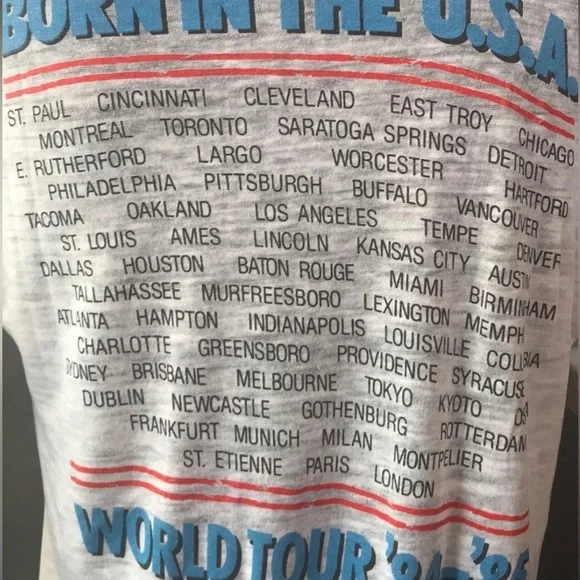 BORN IN THE U.S.A.
ST. PAUL CINCINNATI CLEVELAND EAST TROY CHICAGO
MONTREAL TORONTO SARATOGA SPRINGS DETROIT
E. RUTHERFORD LARGO WORCESTER HARTFORD
PHILADELPHIA PITTSBURGH BUFFALO VANCOUVER
TACOMA OAKLAND LOS ANGELES TEMPE DENVER
ST. LOUIS AMES LINCOLN KANSAS CITY AUSTIN
DALLAS HOUSTON BATON ROUGE MIAMI BIRMINGHAM
TALLAHASSEE MURFREESBORO LEXINGTON MEMPH
ATLANTA HAMPTON INDIANAPOLIS LOUISVILLE
CHARLOTTE GREENSBORO PROVIDENCE SYRACUSE
SYDNEY BRISBANE MELBOURNE TOKYO KYOTO
DUBLIN NEWCASTLE GOTHENBURG ROTTERDAM
FRANKFURT MUNICH MILAN MONTPELIER
ST. ETIENNE PARIS LONDON
WORLD TOUR '84-'85